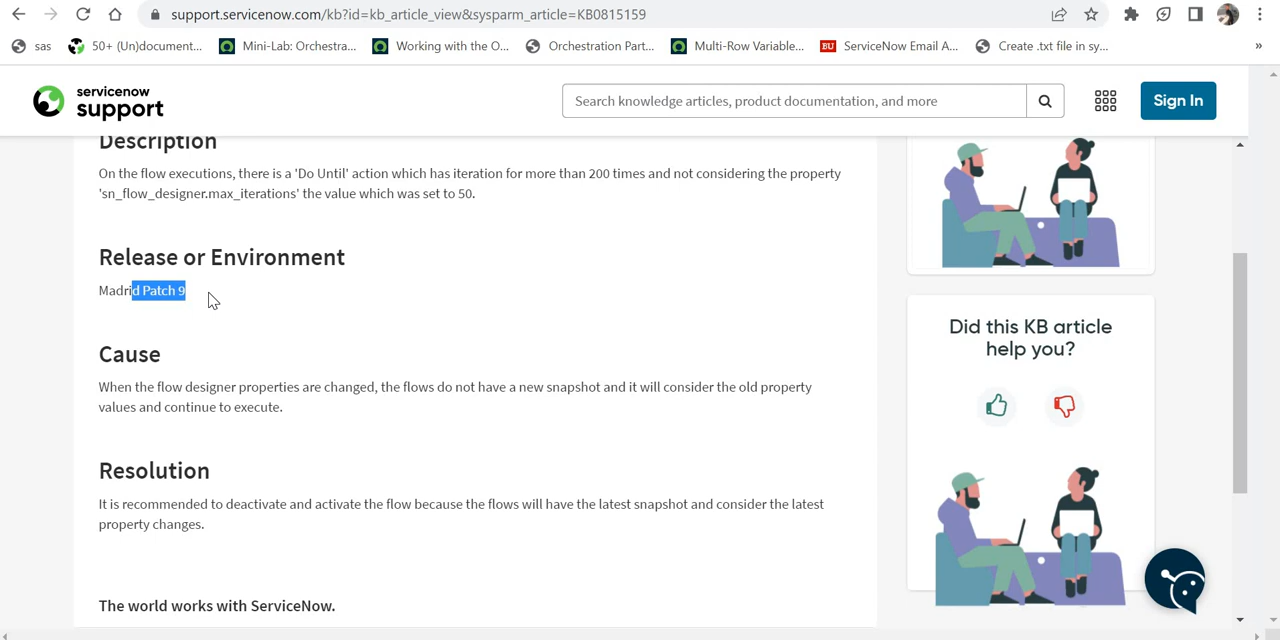 support.servicenow.com/kb?id=kb_article_view&sysparm_article=KB0815159
sas
50+ (Un)document...
Mini-Lab: Orchestra...
Working with the O...
Orchestration Part...
Multi-Row Variable...
BU
ServiceNow Email A...
Create .txt file in sy...
»
servicenow
support
Search knowledge articles, product documentation, and more
Sign In
Description
On the flow executions, there is a 'Do Until' action which has iteration for more than 200 times and not considering the property
'sn_flow_designer.max_iterations' the value which was set to 50.
Release or Environment
Madrid Patch 9
Cause
When the flow designer properties are changed, the flows do not have a new snapshot and it will consider the old property
values and continue to execute.
Resolution
It is recommended to deactivate and activate the flow because the flows will have the latest snapshot and consider the latest
property changes.
The world works with ServiceNow.
Did this KB article
help you?